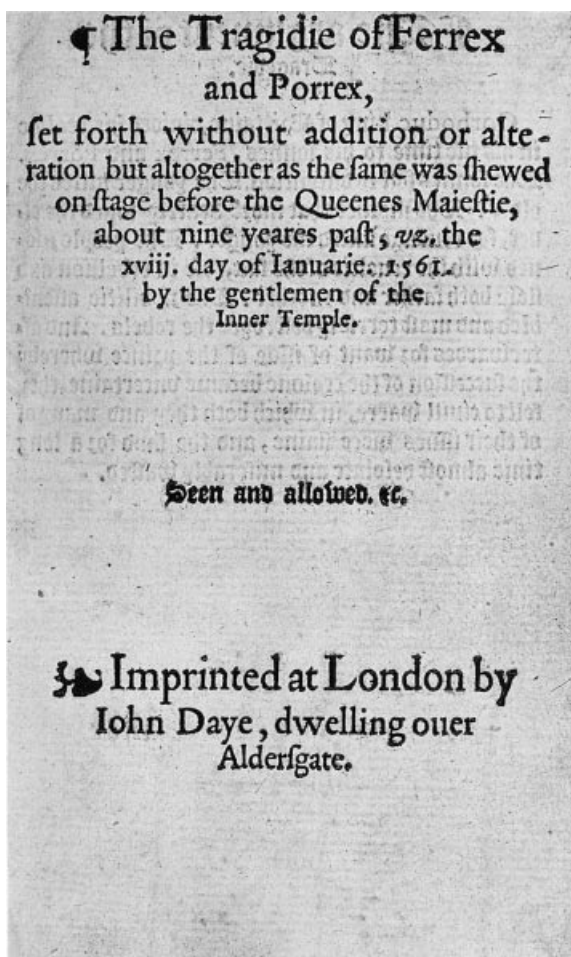 ¶ The Tragidie of Ferrex
and Porrex,
ſet forth without addition or alte-
ration but altogether as the ſame was ſhewed
on ſtage before the Queenes Maieſtie,
about nine yeares paſt, vz. the
xviij. day of Ianuarie. 1561.
by the gentlemen of the
Inner Temple.
Seen and allowed. &c.
❧ Imprinted at London by
Iohn Daye, dwelling ouer
Alderſgate.